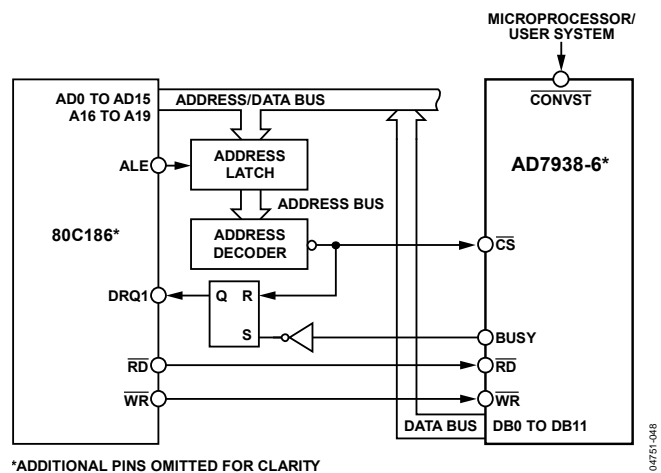 MICROPROCESSOR/
USER SYSTEM
AD0 TO AD15
A16 TO A19
ADDRESS/DATA BUS
CONVST
ALE
ADDRESS
LATCH
AD7938-6*
ADDRESS BUS
80C186*
ADDRESS
DECODER
CS
DRQ1
Q R
S
BUSY
RD
RD
WR
WR
DATA BUS
DB0 TO DB11
*ADDITIONAL PINS OMITTED FOR CLARITY
04751-048